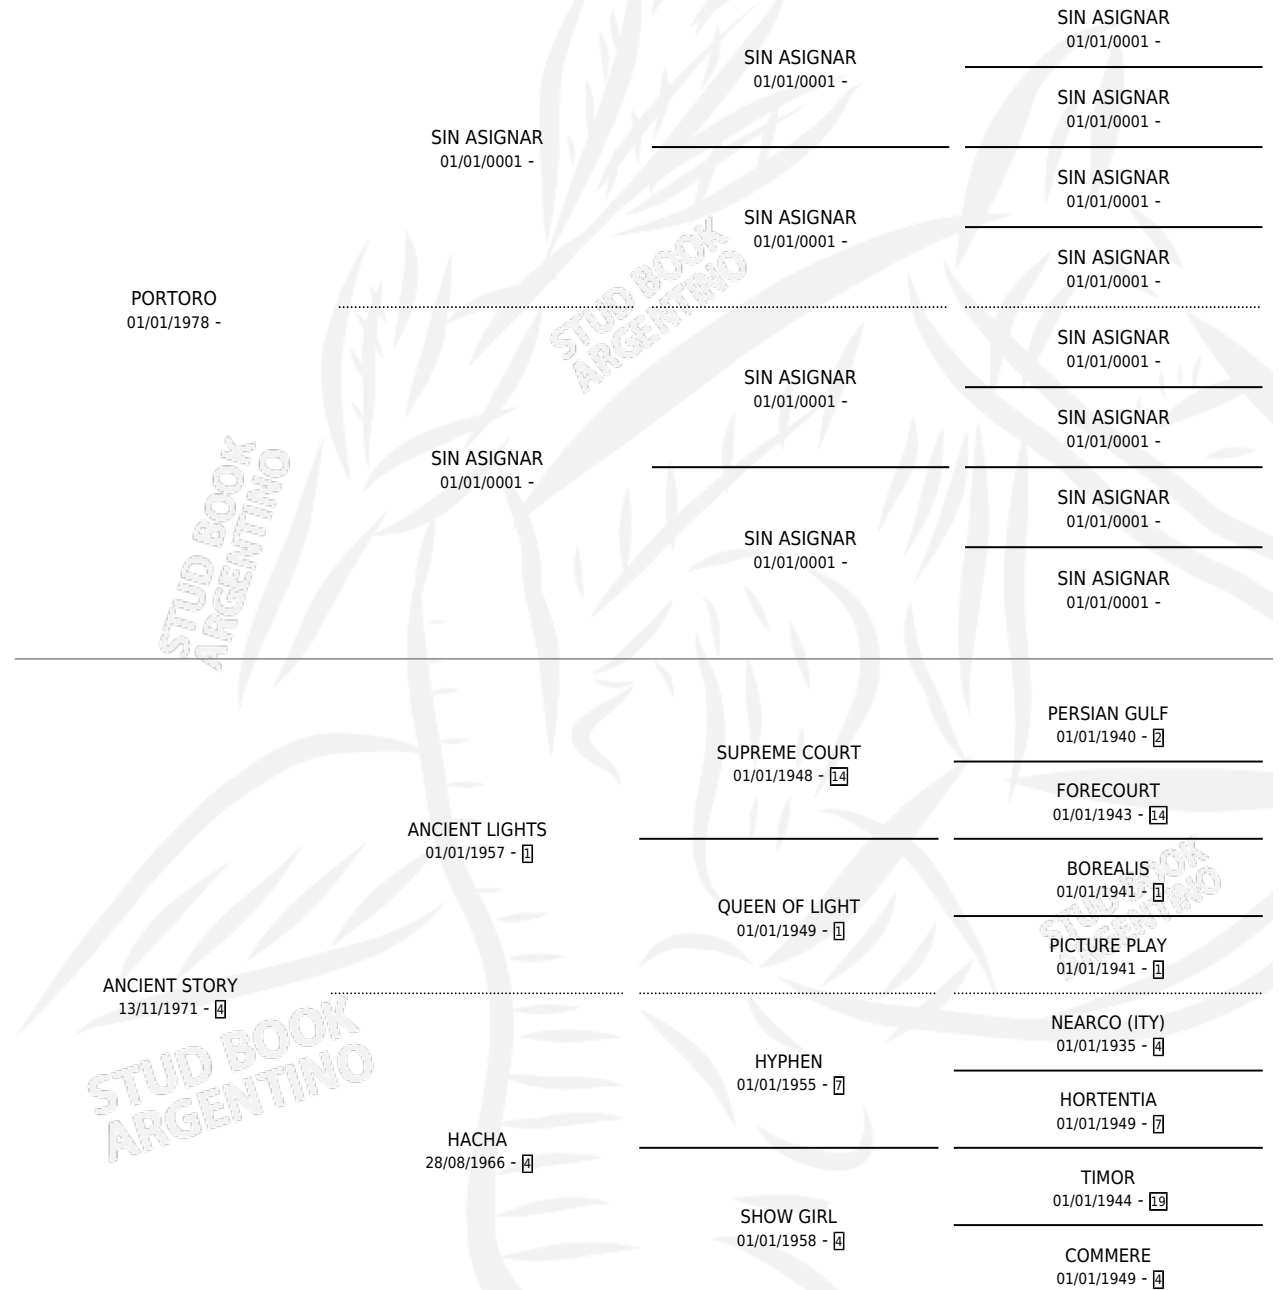 SIN ASIGNAR
01/01/0001 -
SIN ASIGNAR
01/01/0001 -
SIN ASIGNAR
01/01/0001 -
SIN ASIGNAR
01/01/0001 -
SIN ASIGNAR
01/01/0001 -
SIN ASIGNAR
01/01/0001 -
SIN ASIGNAR
01/01/0001 -
PORTORO
01/01/1978 -
SIN ASIGNAR
01/01/0001 -
SIN ASIGNAR
01/01/0001 -
SIN ASIGNAR
01/01/0001 -
SIN ASIGNAR
01/01/0001 -
SIN ASIGNAR
01/01/0001 -
SIN ASIGNAR
01/01/0001 -
SIN ASIGNAR
01/01/0001 -
STUD BOOK
ARGENTINO
STUD BOOK
ARGENTINO
PERSIAN GULF
01/01/1940 - 2
SUPREME COURT
01/01/1948 - 14
FORECOURT
01/01/1943 - 14
ANCIENT LIGHTS
01/01/1957 - 1
BOREALIS
01/01/1941 - 1
QUEEN OF LIGHT
01/01/1949 - 1
PICTURE PLAY
01/01/1941 - 1
STUD BOOK
ARGENTINO
ANCIENT STORY
13/11/1971 - 4
NEARCO (ITY)
01/01/1935 - 4
HYPHEN
01/01/1955 - 7
HORTENTIA
01/01/1949 - 7
HACHA
28/08/1966 - 4
TIMOR
01/01/1944 - 19
SHOW GIRL
01/01/1958 - 4
COMMERE
01/01/1949 - 4
STUD BOOK
ARGENTINO